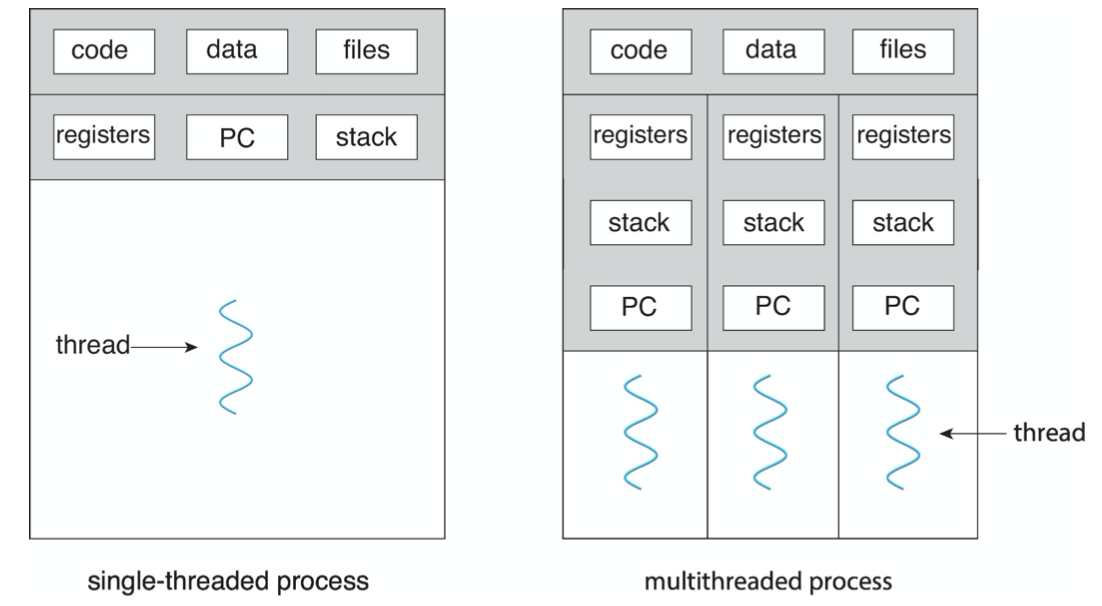 code data files code data files
registers PC stack registers registers registers
stack stack stack
PC PC PC
thread
thread
single-threaded process multithreaded process